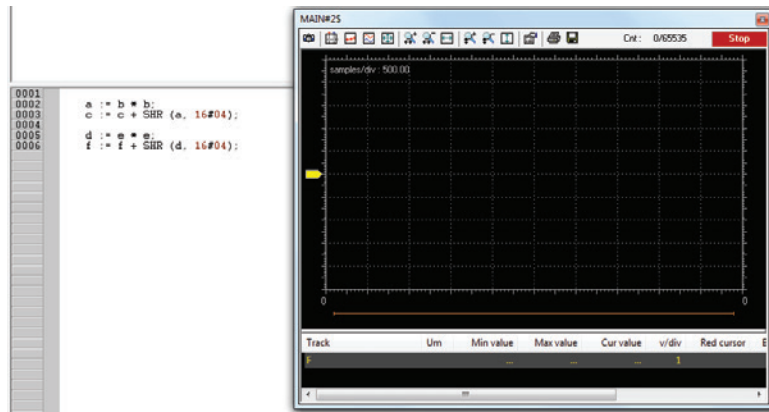 MAIN#2$
Cnt: 0/65535 Stop
samples/div : 500.00
0001
0002 a := b * b;
0003 c := c + SHR (a, 16#04);
0004
0005 d := e * e;
0006 f := f + SHR (d, 16#04);
0 0
Track Um Min value Max value Cur value v/div Red cursor E
F ... ... ... 1